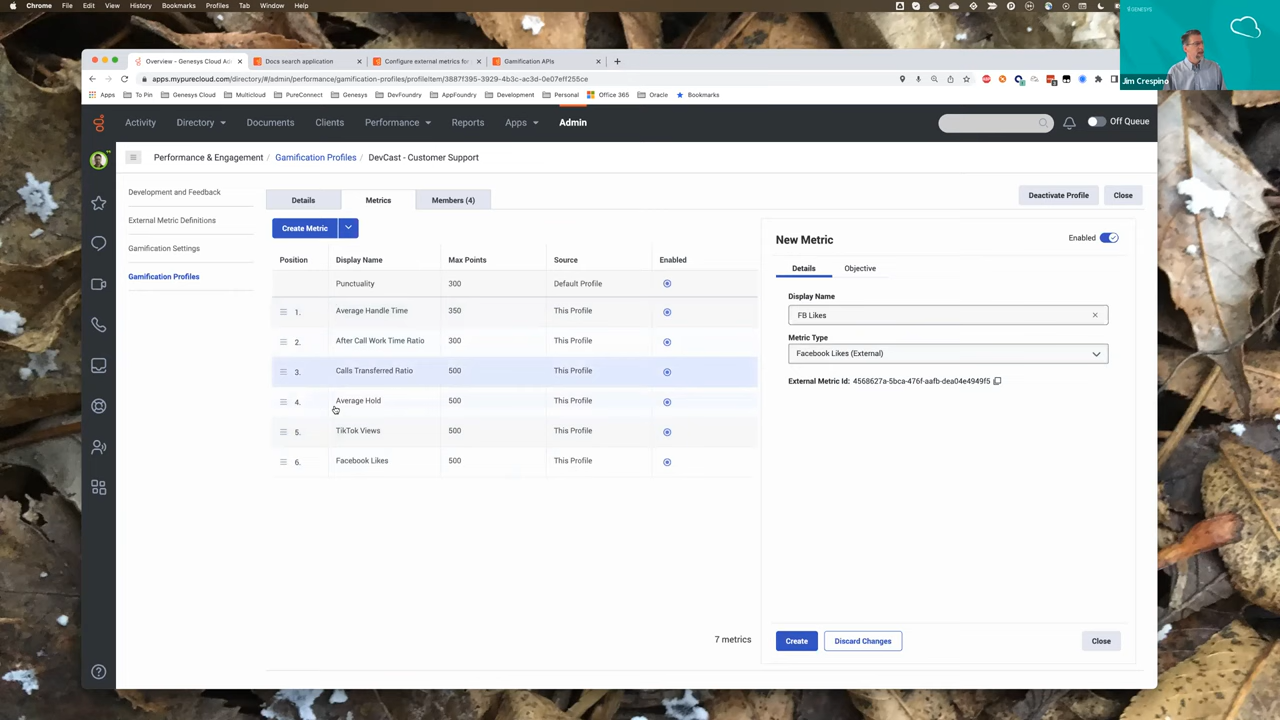 Chrome File Edit View History Bookmarks Profiles Tab Window Help
GENESYS
Jim Crespino
Overview - Genesys Cloud Ad
Docs search application
Configure external metrics for
Gamification APIs
apps.mypurecloud.com/directory/#/admin/performance/gamification-profiles/profileItem/3887f395-3929-4b3c-ac3d-0e07eff255ce
Apps To Pin Genesys Cloud Multicloud PureConnect Genesys DevFoundry AppFoundry Development Personal Office 365 Oracle Bookmarks
Activity Directory Documents Clients Performance Reports Apps Admin Off Queue
Performance & Engagement / Gamification Profiles / DevCast - Customer Support
Development and Feedback
External Metric Definitions
Gamification Settings
Gamification Profiles
Details Metrics Members (4)
Deactivate Profile Close
Create Metric
Position Display Name Max Points Source Enabled
Punctuality 300 Default Profile
1. Average Handle Time 350 This Profile
2. After Call Work Time Ratio 300 This Profile
3. Calls Transferred Ratio 500 This Profile
4. Average Hold 500 This Profile
5. TikTok Views 500 This Profile
6. Facebook Likes 500 This Profile
7 metrics
New Metric Enabled
Details Objective
Display Name
FB Likes
Metric Type
Facebook Likes (External)
External Metric Id: 4568627a-5bca-476f-aafb-dea04e4949f5
Create Discard Changes Close